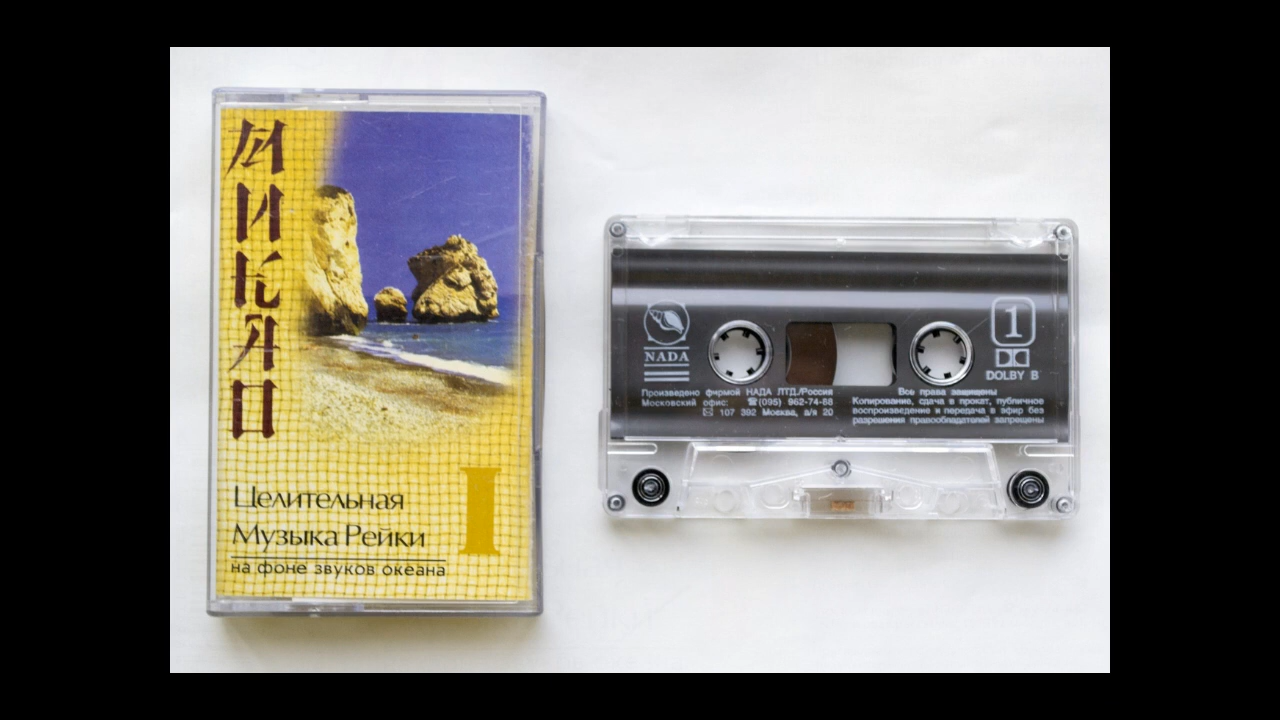 МИКАО
Целительная
Музыка Рейки
I
на фоне звуков океана
NADA
1
DOLBY B
Произведено фирмой НАДА ЛТД./Россия
Московский офис: ☎(095) 962-74-88
✉ 107 392 Москва, а/я 20
Все права защищены
Копирование, сдача в прокат, публичное
воспроизведение и передача в эфир без
разрешения правообладателей запрещены